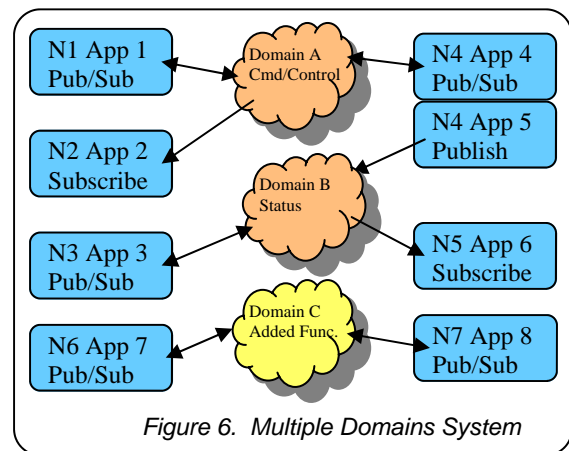 N1 App 1
Pub/Sub
Domain A
Cmd/Control
N4 App 4
Pub/Sub
N2 App 2
Subscribe
N4 App 5
Publish
Domain B
Status
N3 App 3
Pub/Sub
N5 App 6
Subscribe
Domain C
Added Func.
N6 App 7
Pub/Sub
N7 App 8
Pub/Sub
Figure 6.  Multiple Domains System